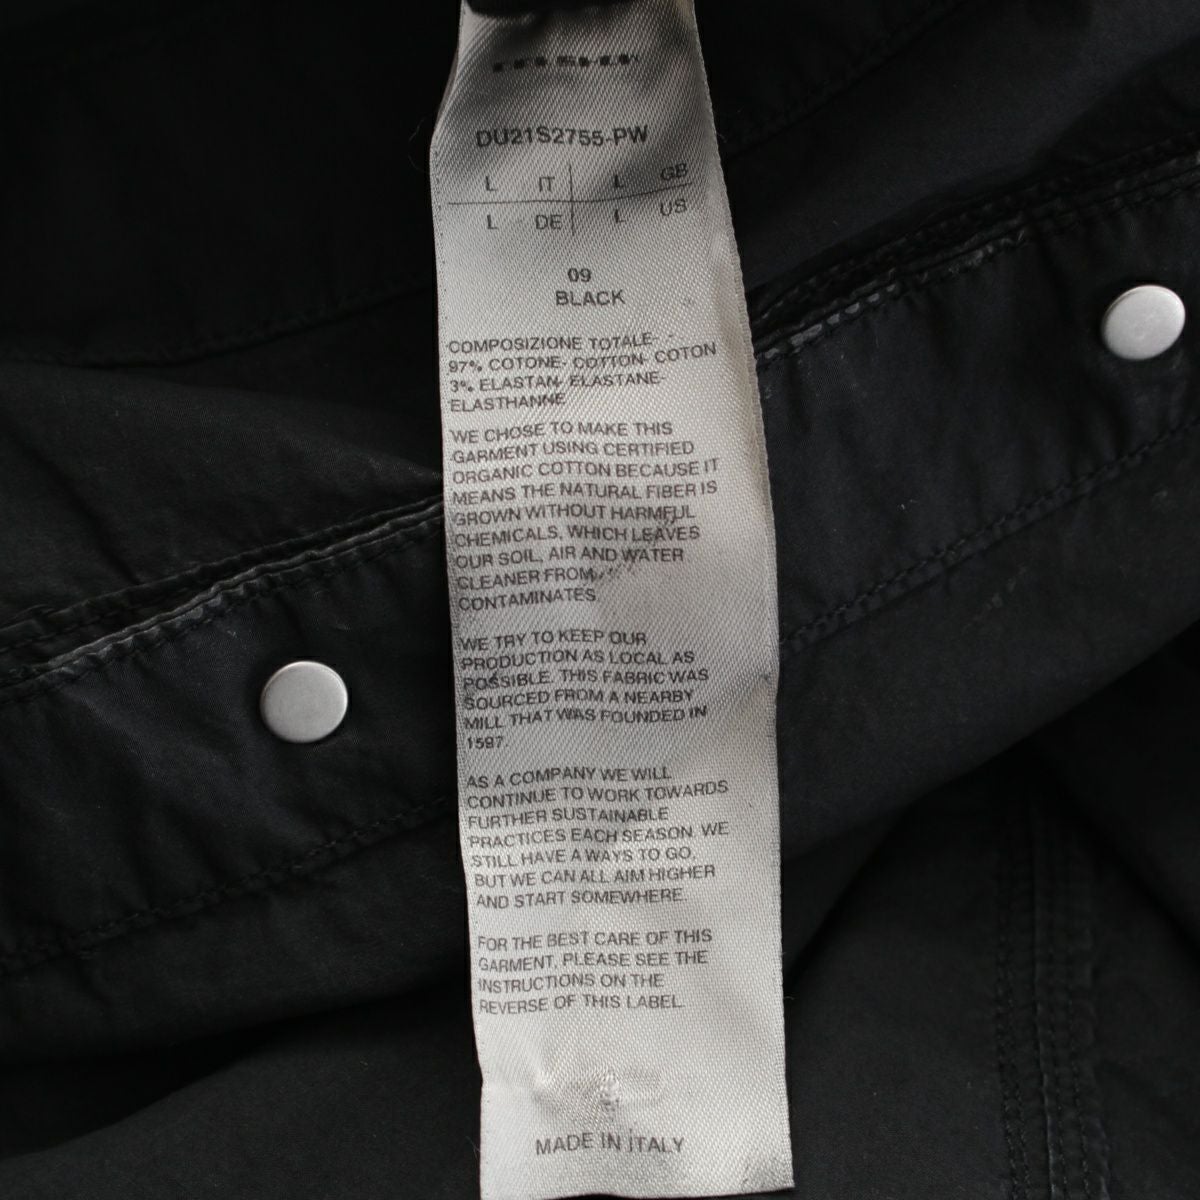 DU21S2755-PW
L IT L GB
L DE L US
09
BLACK
COMPOSIZIONE TOTALE-
97% COTONE- COTTON- COTON
3% ELASTAN- ELASTANE-
ELASTHANNE
WE CHOSE TO MAKE THIS
GARMENT USING CERTIFIED
ORGANIC COTTON BECAUSE IT
MEANS THE NATURAL FIBER IS
GROWN WITHOUT HARMFUL
CHEMICALS, WHICH LEAVES
OUR SOIL, AIR AND WATER
CLEANER FROM
CONTAMINATES
WE TRY TO KEEP OUR
PRODUCTION AS LOCAL AS
POSSIBLE. THIS FABRIC WAS
SOURCED FROM A NEARBY
MILL THAT WAS FOUNDED IN
1597.
AS A COMPANY WE WILL
CONTINUE TO WORK TOWARDS
FURTHER SUSTAINABLE
PRACTICES EACH SEASON. WE
STILL HAVE A WAYS TO GO,
BUT WE CAN ALL AIM HIGHER
AND START SOMEWHERE.
FOR THE BEST CARE OF THIS
GARMENT, PLEASE SEE THE
INSTRUCTIONS ON THE
REVERSE OF THIS LABEL.
MADE IN ITALY